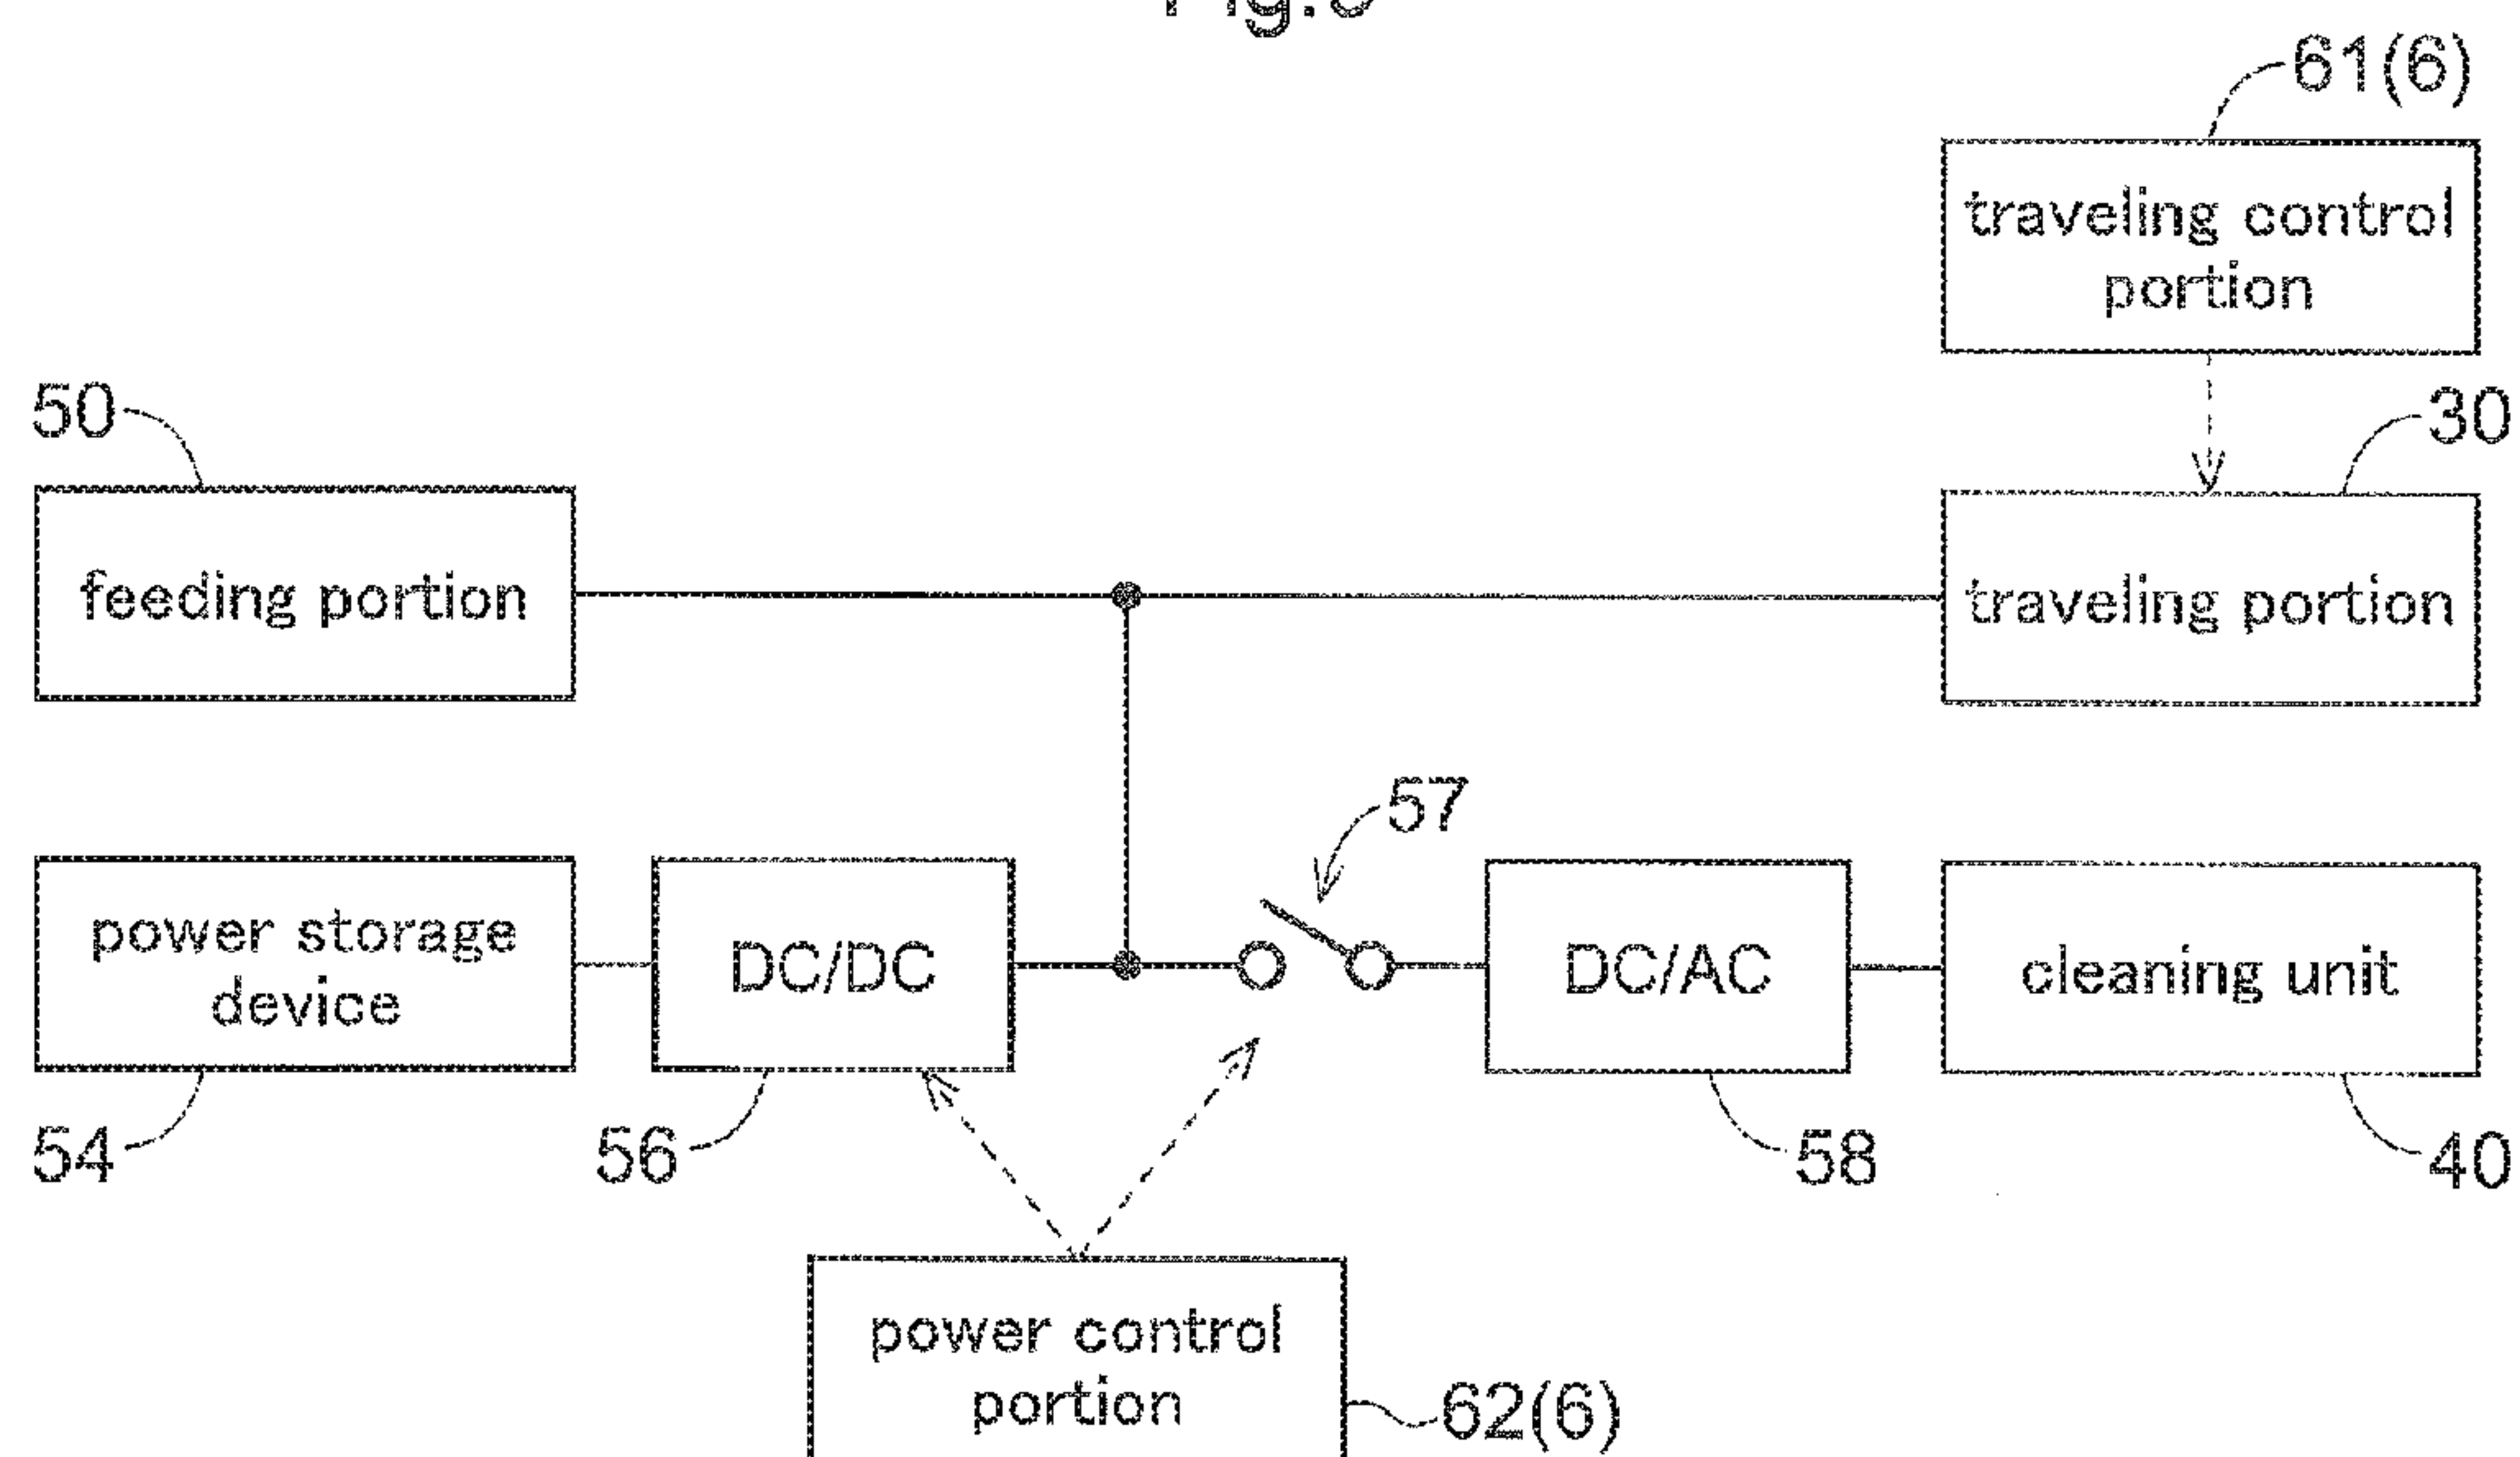 61(6)
traveling control
portion
50
30
feeding portion
traveling portion
57
power storage
device
DC/DC
DC/AC
cleaning unit
54
56
58
40
power control
portion
62(6)